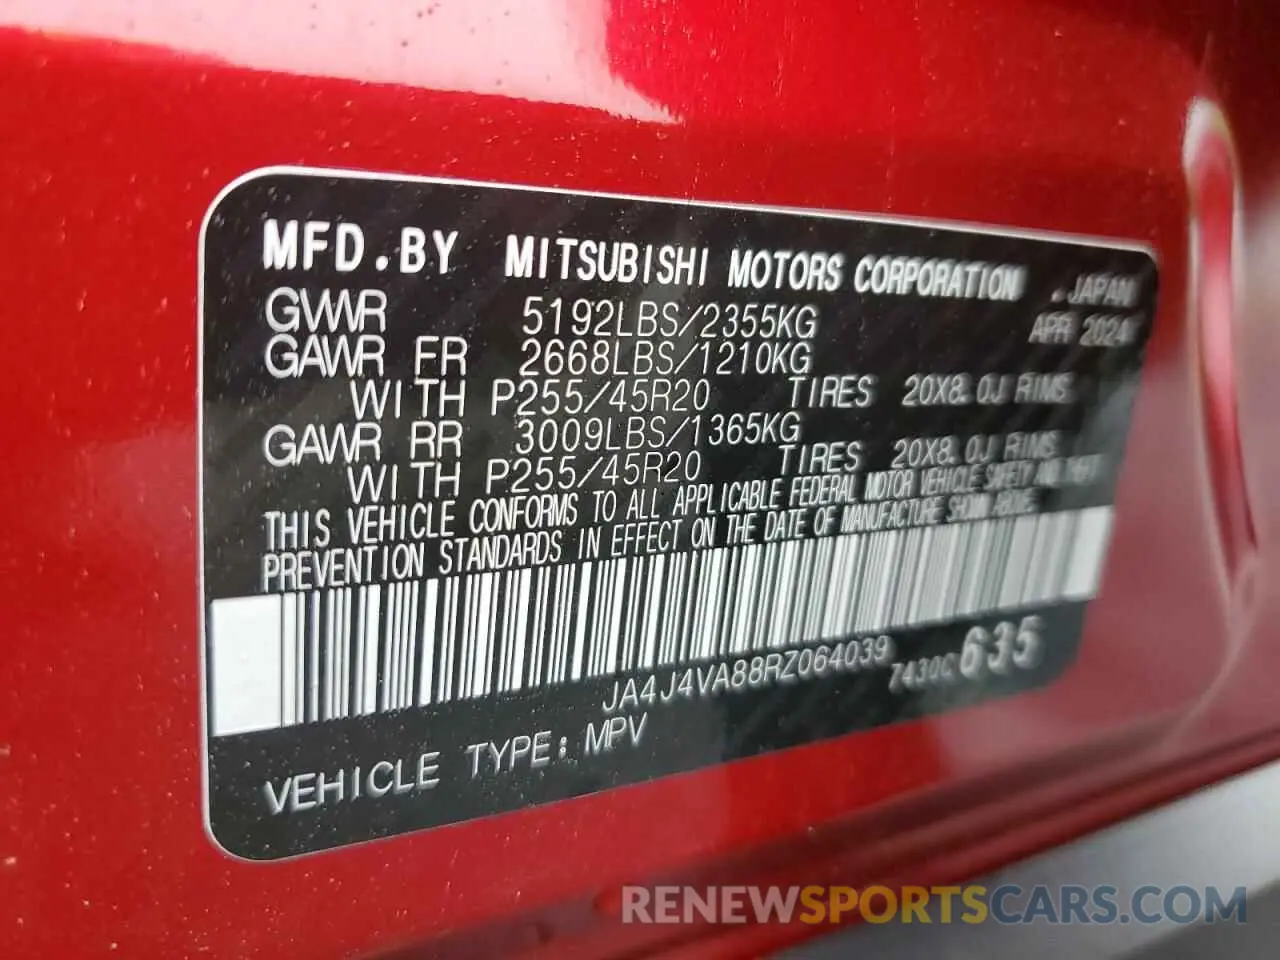 MFD.BY MITSUBISHI MOTORS CORPORATION . JAPAN
GVWR 5192LBS/2355KG APR 2024
GAWR FR 2668LBS/1210KG
WITH P255/45R20 TIRES 20X8.0J RIMS
GAWR RR 3009LBS/1365KG
WITH P255/45R20 TIRES 20X8.0J RIMS
THIS VEHICLE CONFORMS TO ALL APPLICABLE FEDERAL MOTOR VEHICLE SAFETY AND THEFT
PREVENTION STANDARDS IN EFFECT ON THE DATE OF MANUFACTURE SHOWN ABOVE.
JA4J4VA88RZ064039 7430C635
VEHICLE TYPE: MPV
RENEWSPORTSCARS.COM